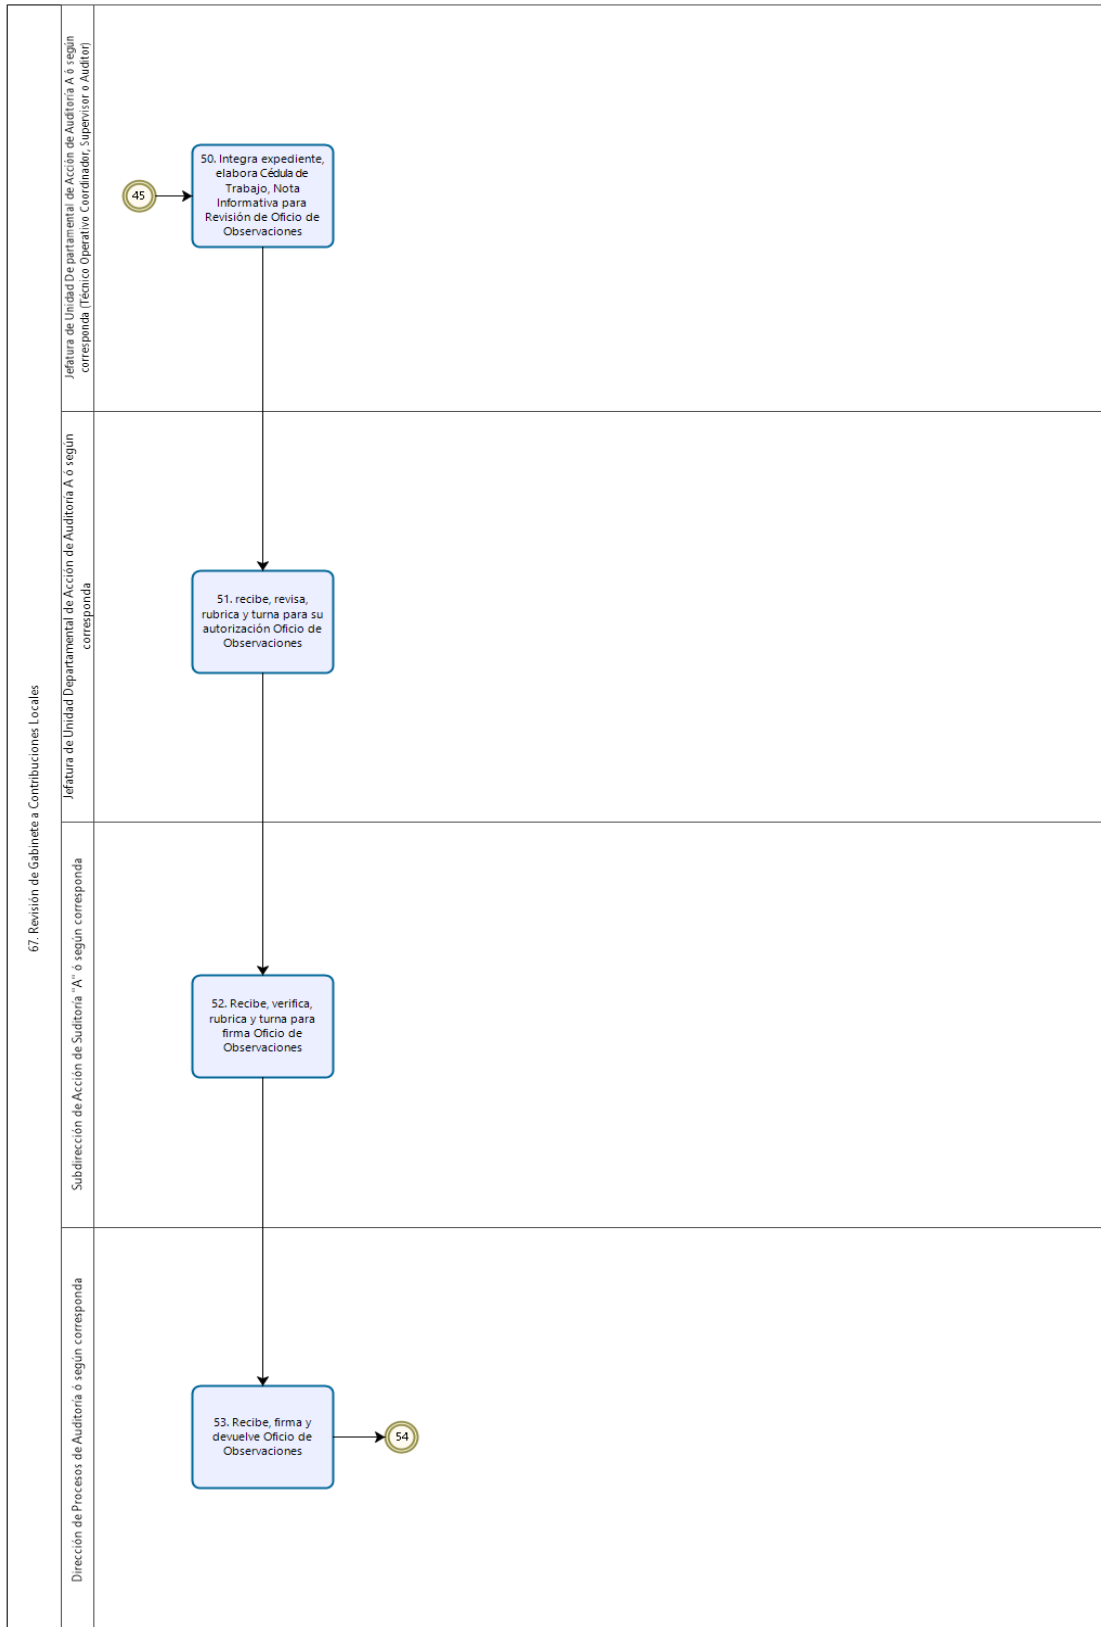 67. Revisión de Gabinete a Contribuciones Locales
Jefatura de Unidad De partamental de Acción de Auditoría A ó según
corresponda (Técnico Operativo Coordinador, Supervisor o Auditor)
45
50. Integra expediente,
elabora Cédula de
Trabajo, Nota
Informativa para
Revisión de Oficio de
Observaciones
Jefatura de Unidad Departamental de Acción de Auditoría A ó según
corresponda
51. recibe, revisa,
rubrica y turna para su
autorización Oficio de
Observaciones
Subdirección de Acción de Suditoría "A" ó según corresponda
52. Recibe, verifica,
rubrica y turna para
firma Oficio de
Observaciones
Dirección de Procesos de Auditoría ó según corresponda
53. Recibe, firma y
devuelve Oficio de
Observaciones
54